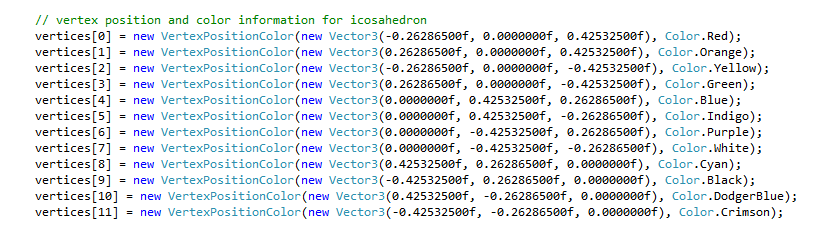 // vertex position and color information for icosahedron
vertices[0] = new VertexPositionColor(new Vector3(-0.26286500f, 0.0000000f, 0.42532500f), Color.Red);
vertices[1] = new VertexPositionColor(new Vector3(0.26286500f, 0.0000000f, 0.42532500f), Color.Orange);
vertices[2] = new VertexPositionColor(new Vector3(-0.26286500f, 0.0000000f, -0.42532500f), Color.Yellow);
vertices[3] = new VertexPositionColor(new Vector3(0.26286500f, 0.0000000f, -0.42532500f), Color.Green);
vertices[4] = new VertexPositionColor(new Vector3(0.0000000f, 0.42532500f, 0.26286500f), Color.Blue);
vertices[5] = new VertexPositionColor(new Vector3(0.0000000f, 0.42532500f, -0.26286500f), Color.Indigo);
vertices[6] = new VertexPositionColor(new Vector3(0.0000000f, -0.42532500f, 0.26286500f), Color.Purple);
vertices[7] = new VertexPositionColor(new Vector3(0.0000000f, -0.42532500f, -0.26286500f), Color.White);
vertices[8] = new VertexPositionColor(new Vector3(0.42532500f, 0.26286500f, 0.0000000f), Color.Cyan);
vertices[9] = new VertexPositionColor(new Vector3(-0.42532500f, 0.26286500f, 0.0000000f), Color.Black);
vertices[10] = new VertexPositionColor(new Vector3(0.42532500f, -0.26286500f, 0.0000000f), Color.DodgerBlue);
vertices[11] = new VertexPositionColor(new Vector3(-0.42532500f, -0.26286500f, 0.0000000f), Color.Crimson);